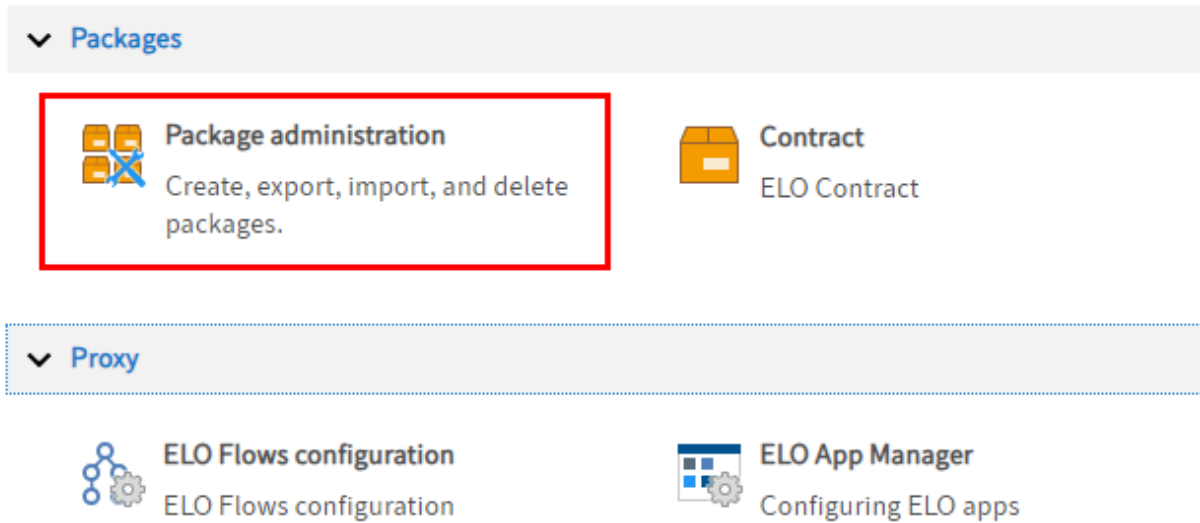 Packages
Package administration
Create, export, import, and delete
packages.
Contract
ELO Contract
Proxy
ELO Flows configuration
ELO Flows configuration
ELO App Manager
Configuring ELO apps